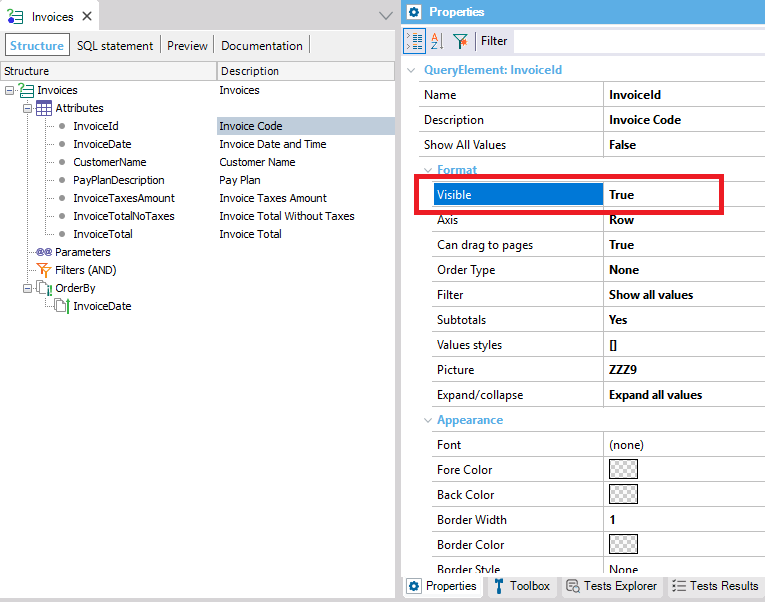 Invoices
Structure SQL statement Preview Documentation
Structure Description
Invoices Invoices
Attributes
InvoiceId Invoice Code
InvoiceDate Invoice Date and Time
CustomerName Customer Name
PayPlanDescription Pay Plan
InvoiceTaxesAmount Invoice Taxes Amount
InvoiceTotalNoTaxes Invoice Total Without Taxes
InvoiceTotal Invoice Total
Parameters
Filters (AND)
OrderBy
InvoiceDate
Properties
Filter
QueryElement: InvoiceId
Name InvoiceId
Description Invoice Code
Show All Values False
Format
Visible True
Axis Row
Can drag to pages True
Order Type None
Filter Show all values
Subtotals Yes
Values styles []
Picture ZZZ9
Expand/collapse Expand all values
Appearance
Font (none)
Fore Color
Back Color
Border Width 1
Border Color
Border Style None
Properties Toolbox Tests Explorer Tests Results